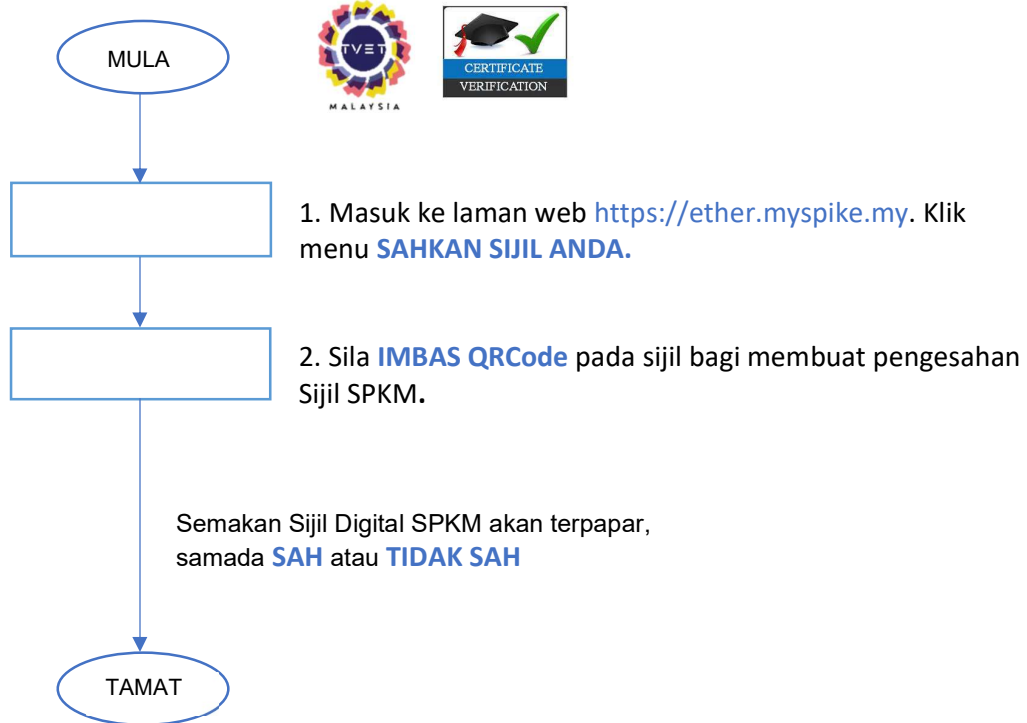 MULA
TVET
MALAYSIA
CERTIFICATE
VERIFICATION
1. Masuk ke laman web https://ether.myspike.my. Klik
menu SAHKAN SIJIL ANDA.
2. Sila IMBAS QRCode pada sijil bagi membuat pengesahan
Sijil SPKM.
Semakan Sijil Digital SPKM akan terpapar,
samada SAH atau TIDAK SAH
TAMAT